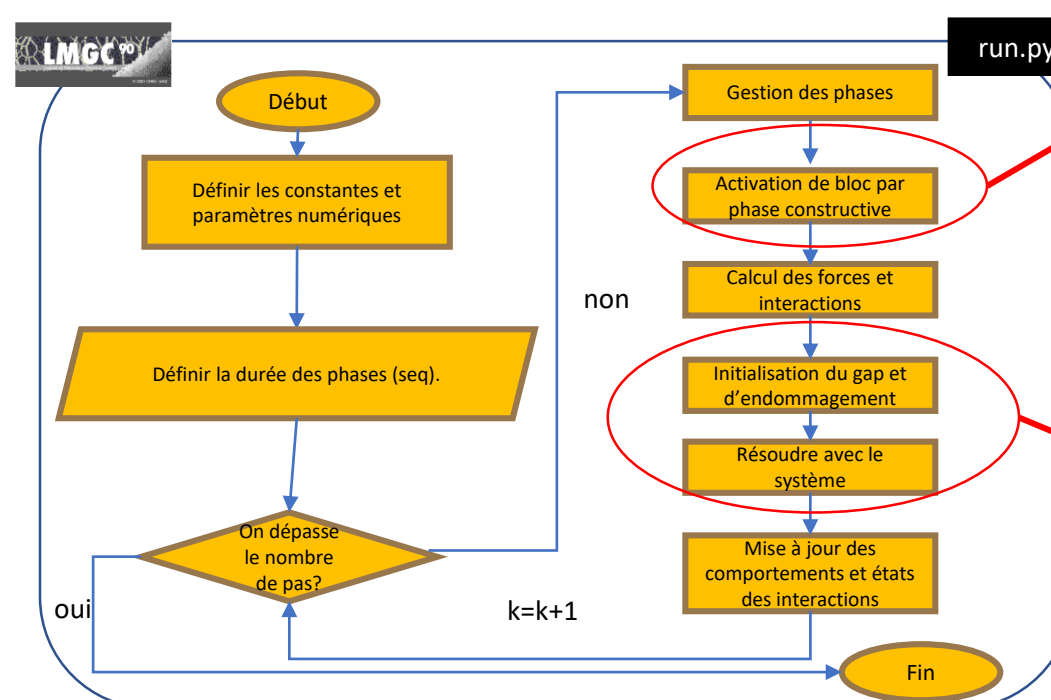 LMGC 90
run.py
Début
Définir les constantes et
paramètres numériques
Définir la durée des phases (seq).
On dépasse
le nombre
de pas?
oui
non
k=k+1
Gestion des phases
Activation de bloc par
phase constructive
Calcul des forces et
interactions
Initialisation du gap et
d’endommagement
Résoudre avec le
système
Mise à jour des
comportements et états
des interactions
Fin